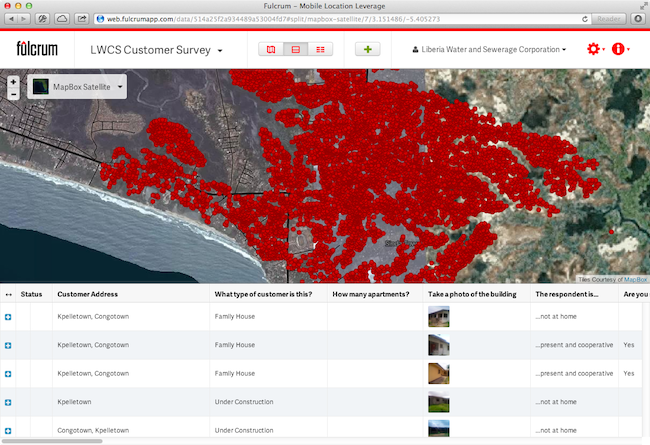 Fulcrum – Mobile Location Leverage
web.fulcrumapp.com/data/514a25f2a934489a53004fd7#split/mapbox-satellite/7/3.151486/-5.405273
Reader
fulcrum
LWCS Customer Survey
Liberia Water and Sewerage Corporation
MapBox Satellite
Tiles Courtesy of MapBox
Status Customer Address What type of customer is this? How many apartments? Take a photo of the building The respondent is... Are you
Kpelletown, Congotown Family House ...not at home
Kpelletown, Congotown Family House ...present and cooperative Yes
Kpelletown, Congotown Family House ...present and cooperative Yes
Kpelletown Under Construction ...not at home
Congotown, Kpelletown Under Construction ...not at home